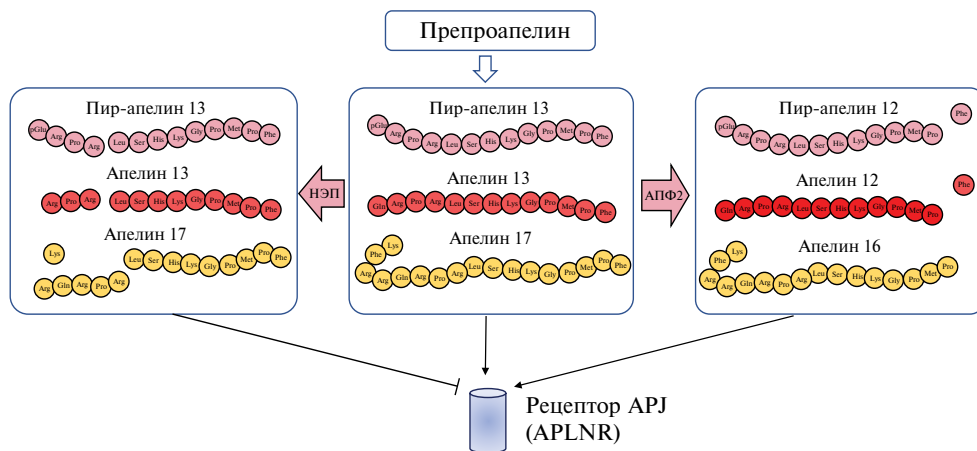 Препроапелин
Пир-апелин 13
pGlu Arg Pro Arg Leu Ser His Lys Gly Pro Met Pro Phe
Апелин 13
Arg Pro Arg Leu Ser His Lys Gly Pro Met Pro Phe
Апелин 17
Lys
Arg Gln Arg Pro Arg
Leu Ser His Lys Gly Pro Met Pro Phe
НЭП
Пир-апелин 13
pGlu Arg Pro Arg Leu Ser His Lys Gly Pro Met Pro Phe
Апелин 13
Gln Arg Pro Arg Leu Ser His Lys Gly Pro Met Pro Phe
Апелин 17
Lys Phe Arg Arg Gln Arg Pro Arg Leu Ser His Lys Gly Pro Met Pro Phe
АПФ2
Пир-апелин 12
pGlu Arg Pro Arg Leu Ser His Lys Gly Pro Met Pro
Phe
Апелин 12
Gln Arg Pro Arg Leu Ser His Lys Gly Pro Met Pro
Phe
Апелин 16
Lys Phe Arg Arg Gln Arg Pro Arg Leu Ser His Lys Gly Pro Met Pro
Рецептор APJ
(APLNR)